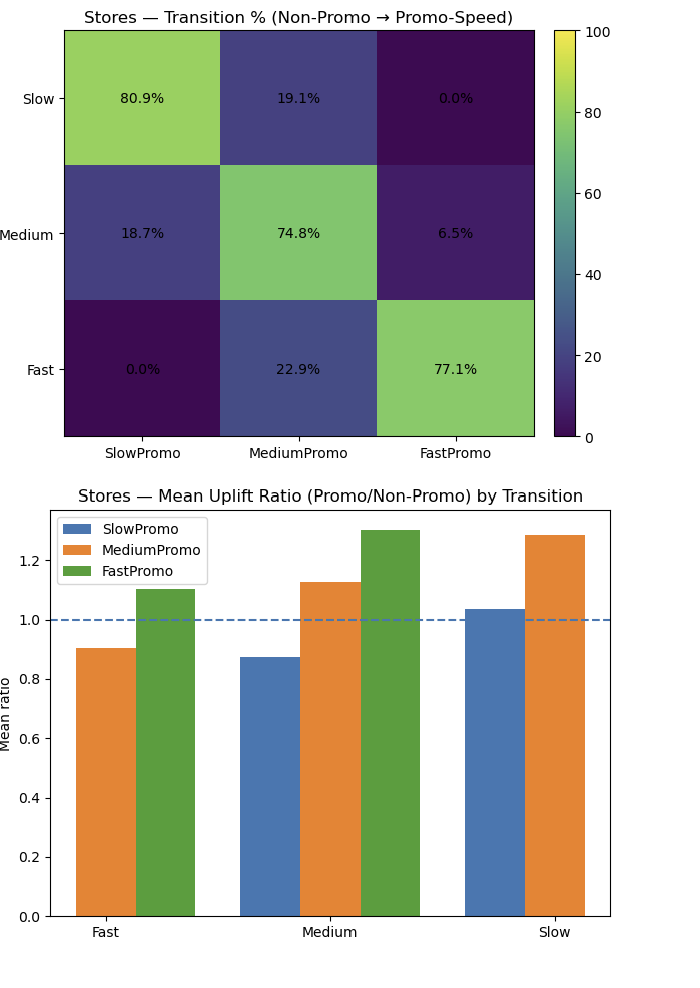 Stores — Transition % (Non-Promo → Promo-Speed)
100
Slow 80.9% 19.1% 0.0%
80
60
Medium 18.7% 74.8% 6.5%
40
Fast 0.0% 22.9% 77.1%
20
0
SlowPromo MediumPromo FastPromo
Stores — Mean Uplift Ratio (Promo/Non-Promo) by Transition
SlowPromo
MediumPromo
FastPromo
Mean ratio
1.2
1.0
0.8
0.6
0.4
0.2
0.0
Fast Medium Slow